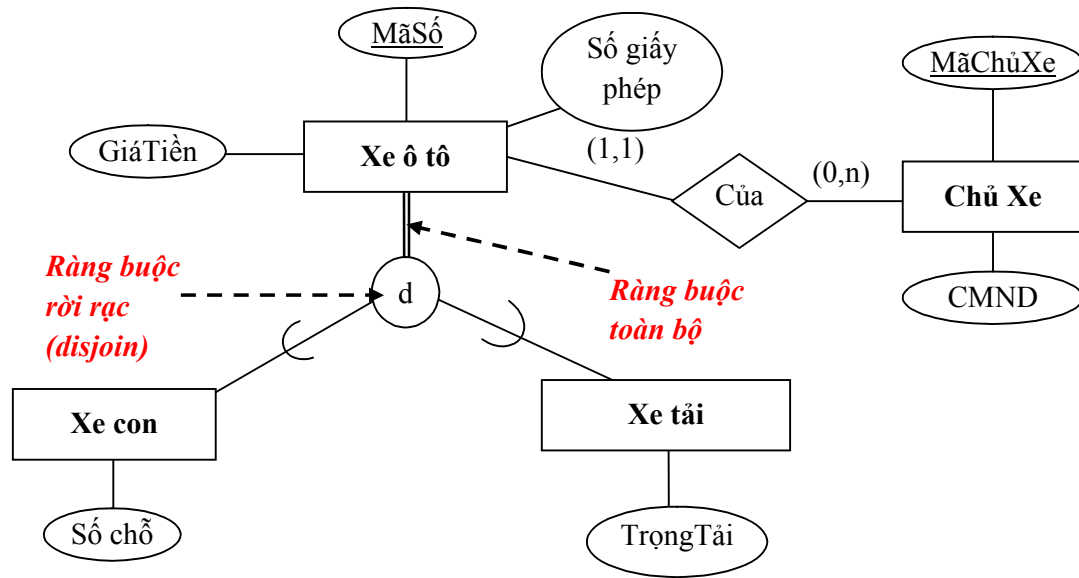 MãSố
Số giấy
phép
MãChủXe
GiáTiền
Xe ô tô
(1,1)
Của
(0,n)
Chủ Xe
Ràng buộc
rời rạc
(disjoin)
d
Ràng buộc
toàn bộ
CMND
Xe con
Xe tải
Số chỗ
TrọngTải